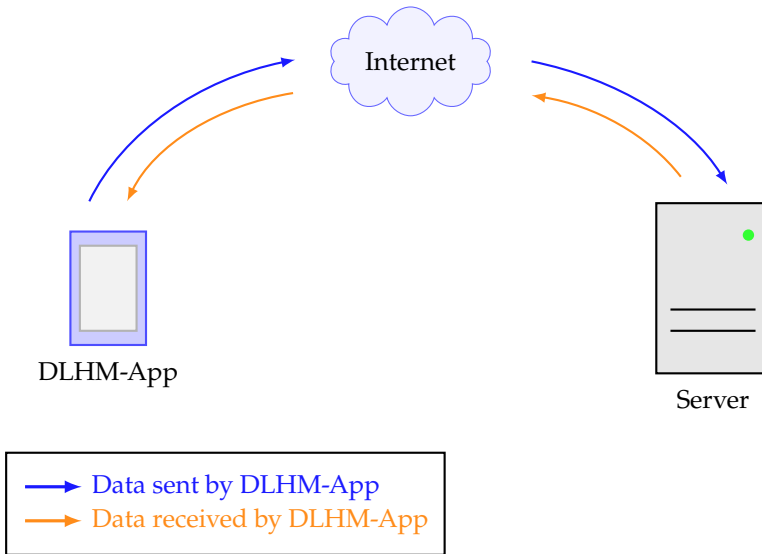 Internet
DLHM-App
Server
Data sent by DLHM-App
Data received by DLHM-App